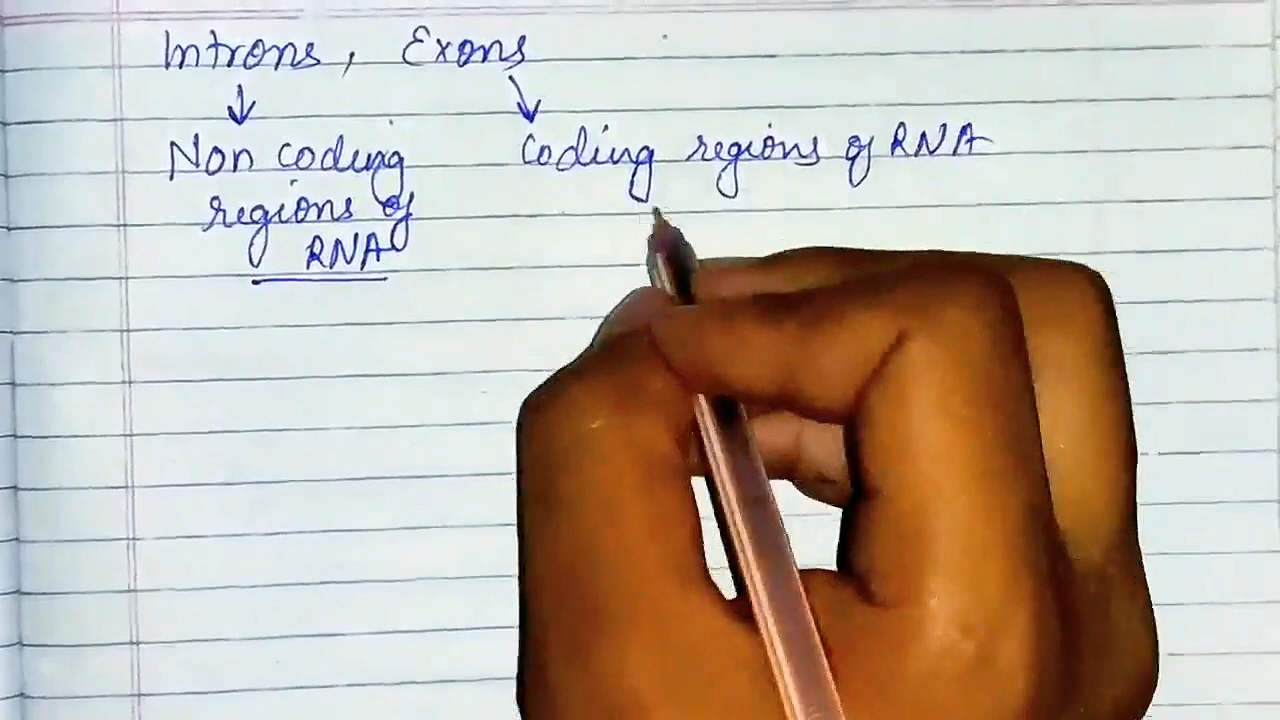 Introns, Exons
↓ ↘
Non coding coding regions of RNA
regions of
RNA